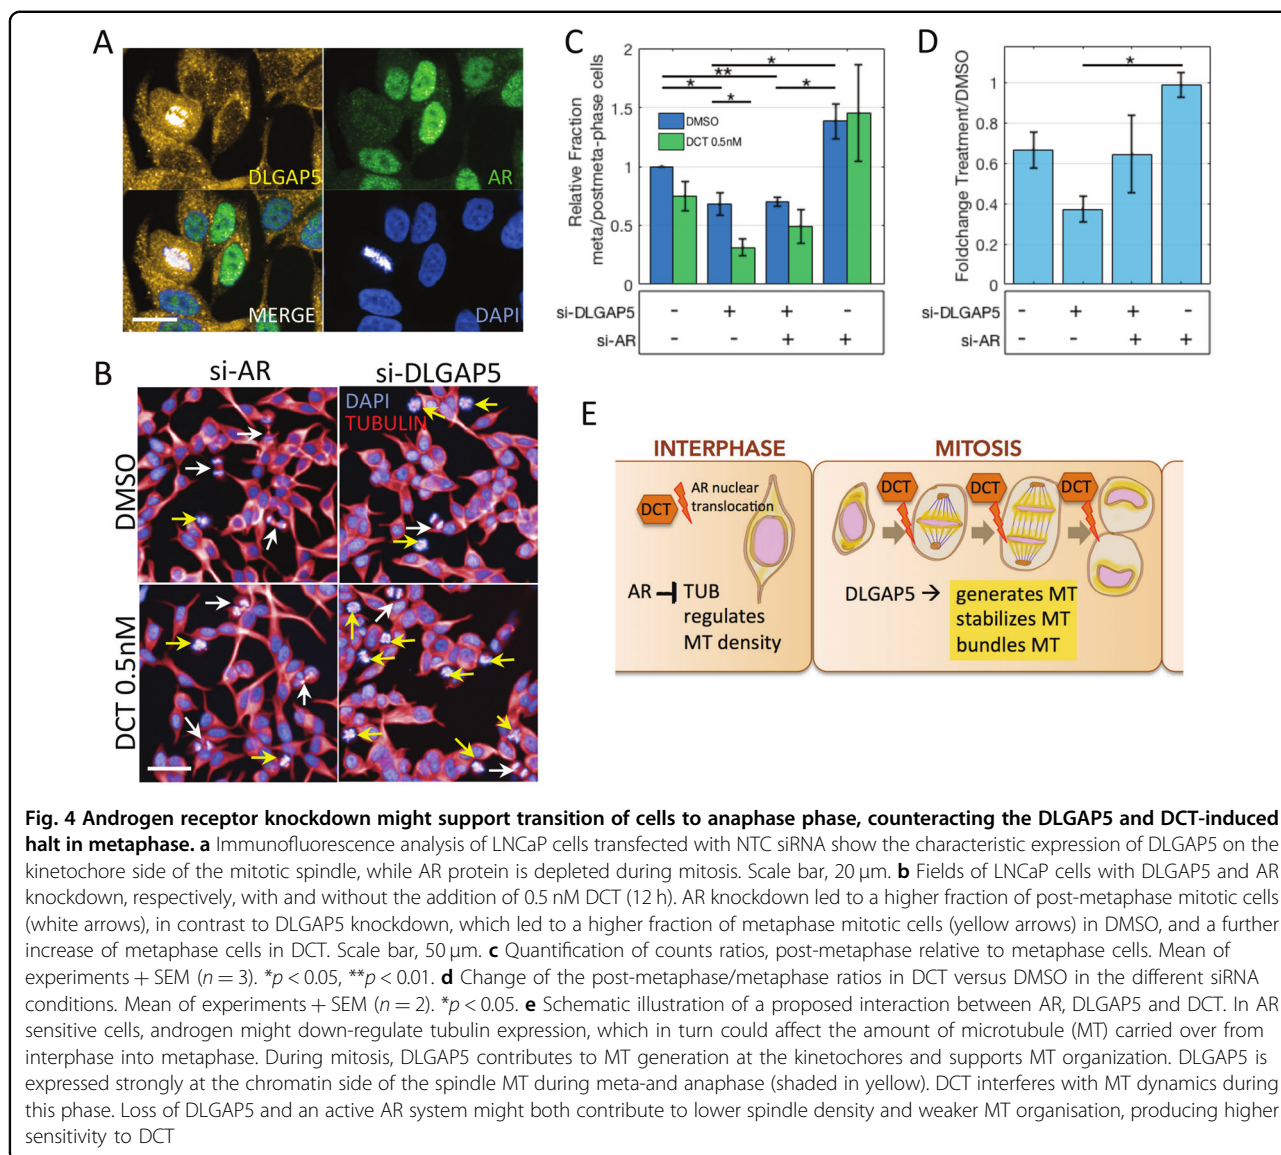 A
DLGAP5
AR
MERGE
DAPI
B
si-AR
si-DLGAP5
DAPI
TUBULIN
DMSO
DCT 0.5nM
C
Relative Fraction
meta/postmeta-phase cells
2
1.5
1
0.5
0
DMSO
DCT 0.5nM
*
**
*
*
*
si-DLGAP5 - + + -
si-AR - - + +
D
Foldchange Treatment/DMSO
1
0.8
0.6
0.4
0.2
0
*
si-DLGAP5 - + + -
si-AR - - + +
E
INTERPHASE
MITOSIS
DCT
AR nuclear
translocation
DCT
DCT
DCT
AR ⊣ TUB
regulates
MT density
DLGAP5 → generates MT
stabilizes MT
bundles MT
Fig. 4 Androgen receptor knockdown might support transition of cells to anaphase phase, counteracting the DLGAP5 and DCT-induced
halt in metaphase. a Immunofluorescence analysis of LNCaP cells transfected with NTC siRNA show the characteristic expression of DLGAP5 on the
kinetochore side of the mitotic spindle, while AR protein is depleted during mitosis. Scale bar, 20 µm. b Fields of LNCaP cells with DLGAP5 and AR
knockdown, respectively, with and without the addition of 0.5 nM DCT (12 h). AR knockdown led to a higher fraction of post-metaphase mitotic cells
(white arrows), in contrast to DLGAP5 knockdown, which led to a higher fraction of metaphase mitotic cells (yellow arrows) in DMSO, and a further
increase of metaphase cells in DCT. Scale bar, 50 µm. c Quantification of counts ratios, post-metaphase relative to metaphase cells. Mean of
experiments + SEM (n = 3). *p < 0.05, **p < 0.01. d Change of the post-metaphase/metaphase ratios in DCT versus DMSO in the different siRNA
conditions. Mean of experiments + SEM (n = 2). *p < 0.05. e Schematic illustration of a proposed interaction between AR, DLGAP5 and DCT. In AR
sensitive cells, androgen might down-regulate tubulin expression, which in turn could affect the amount of microtubule (MT) carried over from
interphase into metaphase. During mitosis, DLGAP5 contributes to MT generation at the kinetochores and supports MT organization. DLGAP5 is
expressed strongly at the chromatin side of the spindle MT during meta-and anaphase (shaded in yellow). DCT interferes with MT dynamics during
this phase. Loss of DLGAP5 and an active AR system might both contribute to lower spindle density and weaker MT organisation, producing higher
sensitivity to DCT